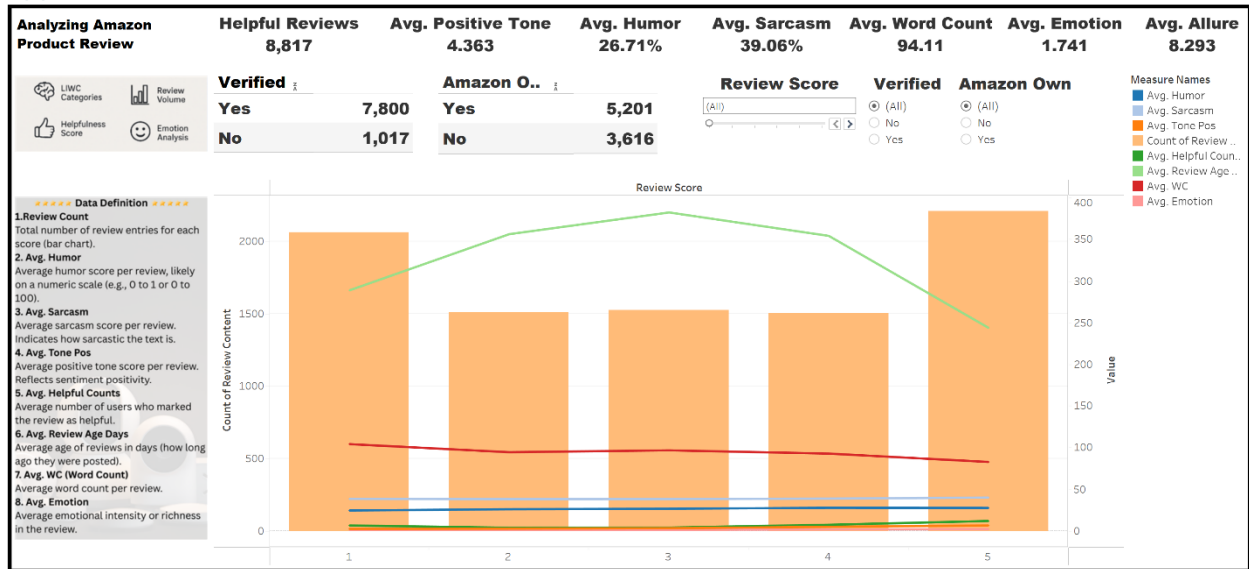 Analyzing Amazon
Product Review
Helpful Reviews
8,817
Avg. Positive Tone
4.363
Avg. Humor
26.71%
Avg. Sarcasm
39.06%
Avg. Word Count
94.11
Avg. Emotion
1.741
Avg. Allure
8.293
LIWC
Categories
Review
Volume
Helpfulness
Score
Emotion
Analysis
Verified
Yes 7,800
No 1,017
Amazon O..
Yes 5,201
No 3,616
Review Score
(All)
Verified
(All)
No
Yes
Amazon Own
(All)
No
Yes
Measure Names
Avg. Humor
Avg. Sarcasm
Avg. Tone Pos
Count of Review ..
Avg. Helpful Coun..
Avg. Review Age ..
Avg. WC
Avg. Emotion
Data Definition
1.Review Count
Total number of review entries for each
score (bar chart).
2. Avg. Humor
Average humor score per review, likely
on a numeric scale (e.g., 0 to 1 or 0 to
100).
3. Avg. Sarcasm
Average sarcasm score per review.
Indicates how sarcastic the text is.
4. Avg. Tone Pos
Average positive tone score per review.
Reflects sentiment positivity.
5. Avg. Helpful Counts
Average number of users who marked
the review as helpful.
6. Avg. Review Age Days
Average age of reviews in days (how long
ago they were posted).
7. Avg. WC (Word Count)
Average word count per review.
8. Avg. Emotion
Average emotional intensity or richness
in the review.
Review Score
Count of Review Content
2000
1500
1000
500
0
400
350
300
250
200
150
100
50
0
Value
1 2 3 4 5